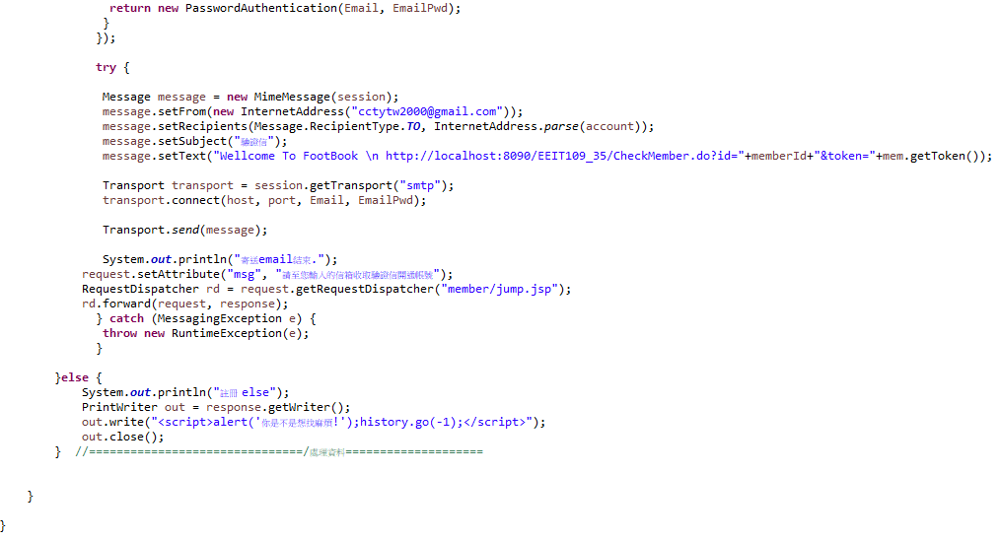 return new PasswordAuthentication(Email, EmailPwd);
}
});
try {
Message message = new MimeMessage(session);
message.setFrom(new InternetAddress("cctytw2000@gmail.com"));
message.setRecipients(Message.RecipientType.TO, InternetAddress.parse(account));
message.setSubject("驗證信");
message.setText("Wellcome To FootBook \n http://localhost:8090/EEIT109_35/CheckMember.do?id="+memberId+"&token="+mem.getToken());
Transport transport = session.getTransport("smtp");
transport.connect(host, port, Email, EmailPwd);
Transport.send(message);
System.out.println("寄送email結束.");
request.setAttribute("msg", "請至您輸入的信箱收取驗證信開通帳號");
RequestDispatcher rd = request.getRequestDispatcher("member/jump.jsp");
rd.forward(request, response);
} catch (MessagingException e) {
throw new RuntimeException(e);
}
}else {
System.out.println("註冊 else");
PrintWriter out = response.getWriter();
out.write("<script>alert('你是不是想找麻煩!');history.go(-1);</script>");
out.close();
} //===============================/處理資料====================
}
}